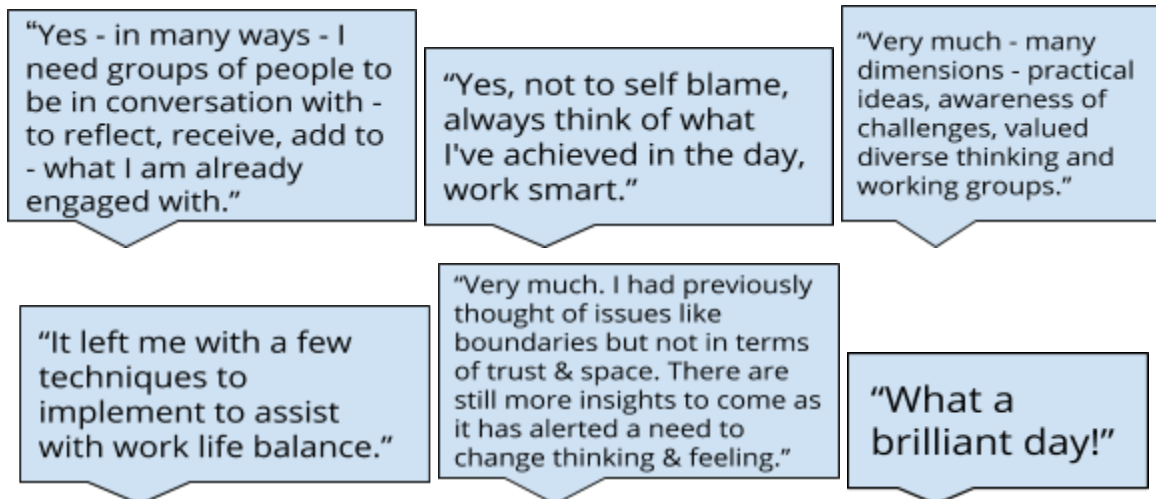 “Yes - in many ways - I
need groups of people to
be in conversation with -
to reflect, receive, add to
- what I am already
engaged with.”
“Yes, not to self blame,
always think of what
I've achieved in the day,
work smart.”
“Very much - many
dimensions - practical
ideas, awareness of
challenges, valued
diverse thinking and
working groups.”
“It left me with a few
techniques to
implement to assist
with work life balance.”
“Very much. I had previously
thought of issues like
boundaries but not in terms
of trust & space. There are
still more insights to come as
it has alerted a need to
change thinking & feeling.”
“What a
brilliant day!”